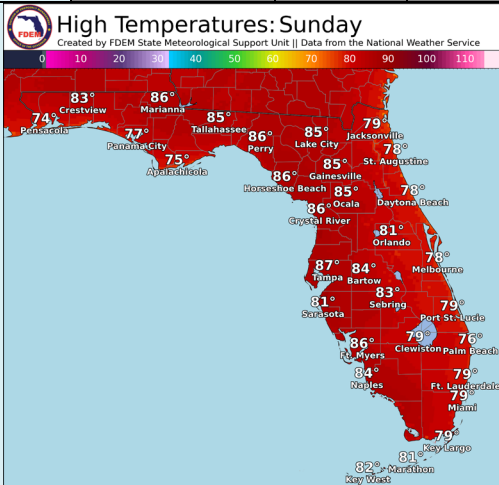 FDEM
High Temperatures: Sunday
Created by FDEM State Meteorological Support Unit || Data from the National Weather Service
0 10 20 30 40 50 60 70 80 90 100 110
83°
Crestview
86°
Marianna
74°
Pensacola
77°
Panama City
85°
Tallahassee
75°
Apalachicola
86°
Perry
85°
Lake City
79°
Jacksonville
78°
St. Augustine
85°
Gainesville
86°
Horseshoe Beach
85°
Ocala
78°
Daytona Beach
86°
Crystal River
81°
Orlando
87°
Tampa
84°
Bartow
78°
Melbourne
83°
Sebring
81°
Sarasota
79°
Port St. Lucie
86°
Ft. Myers
79°
Clewiston
76°
Palm Beach
84°
Naples
79°
Ft. Lauderdale
79°
Miami
79°
Key Largo
81°
Marathon
82°
Key West